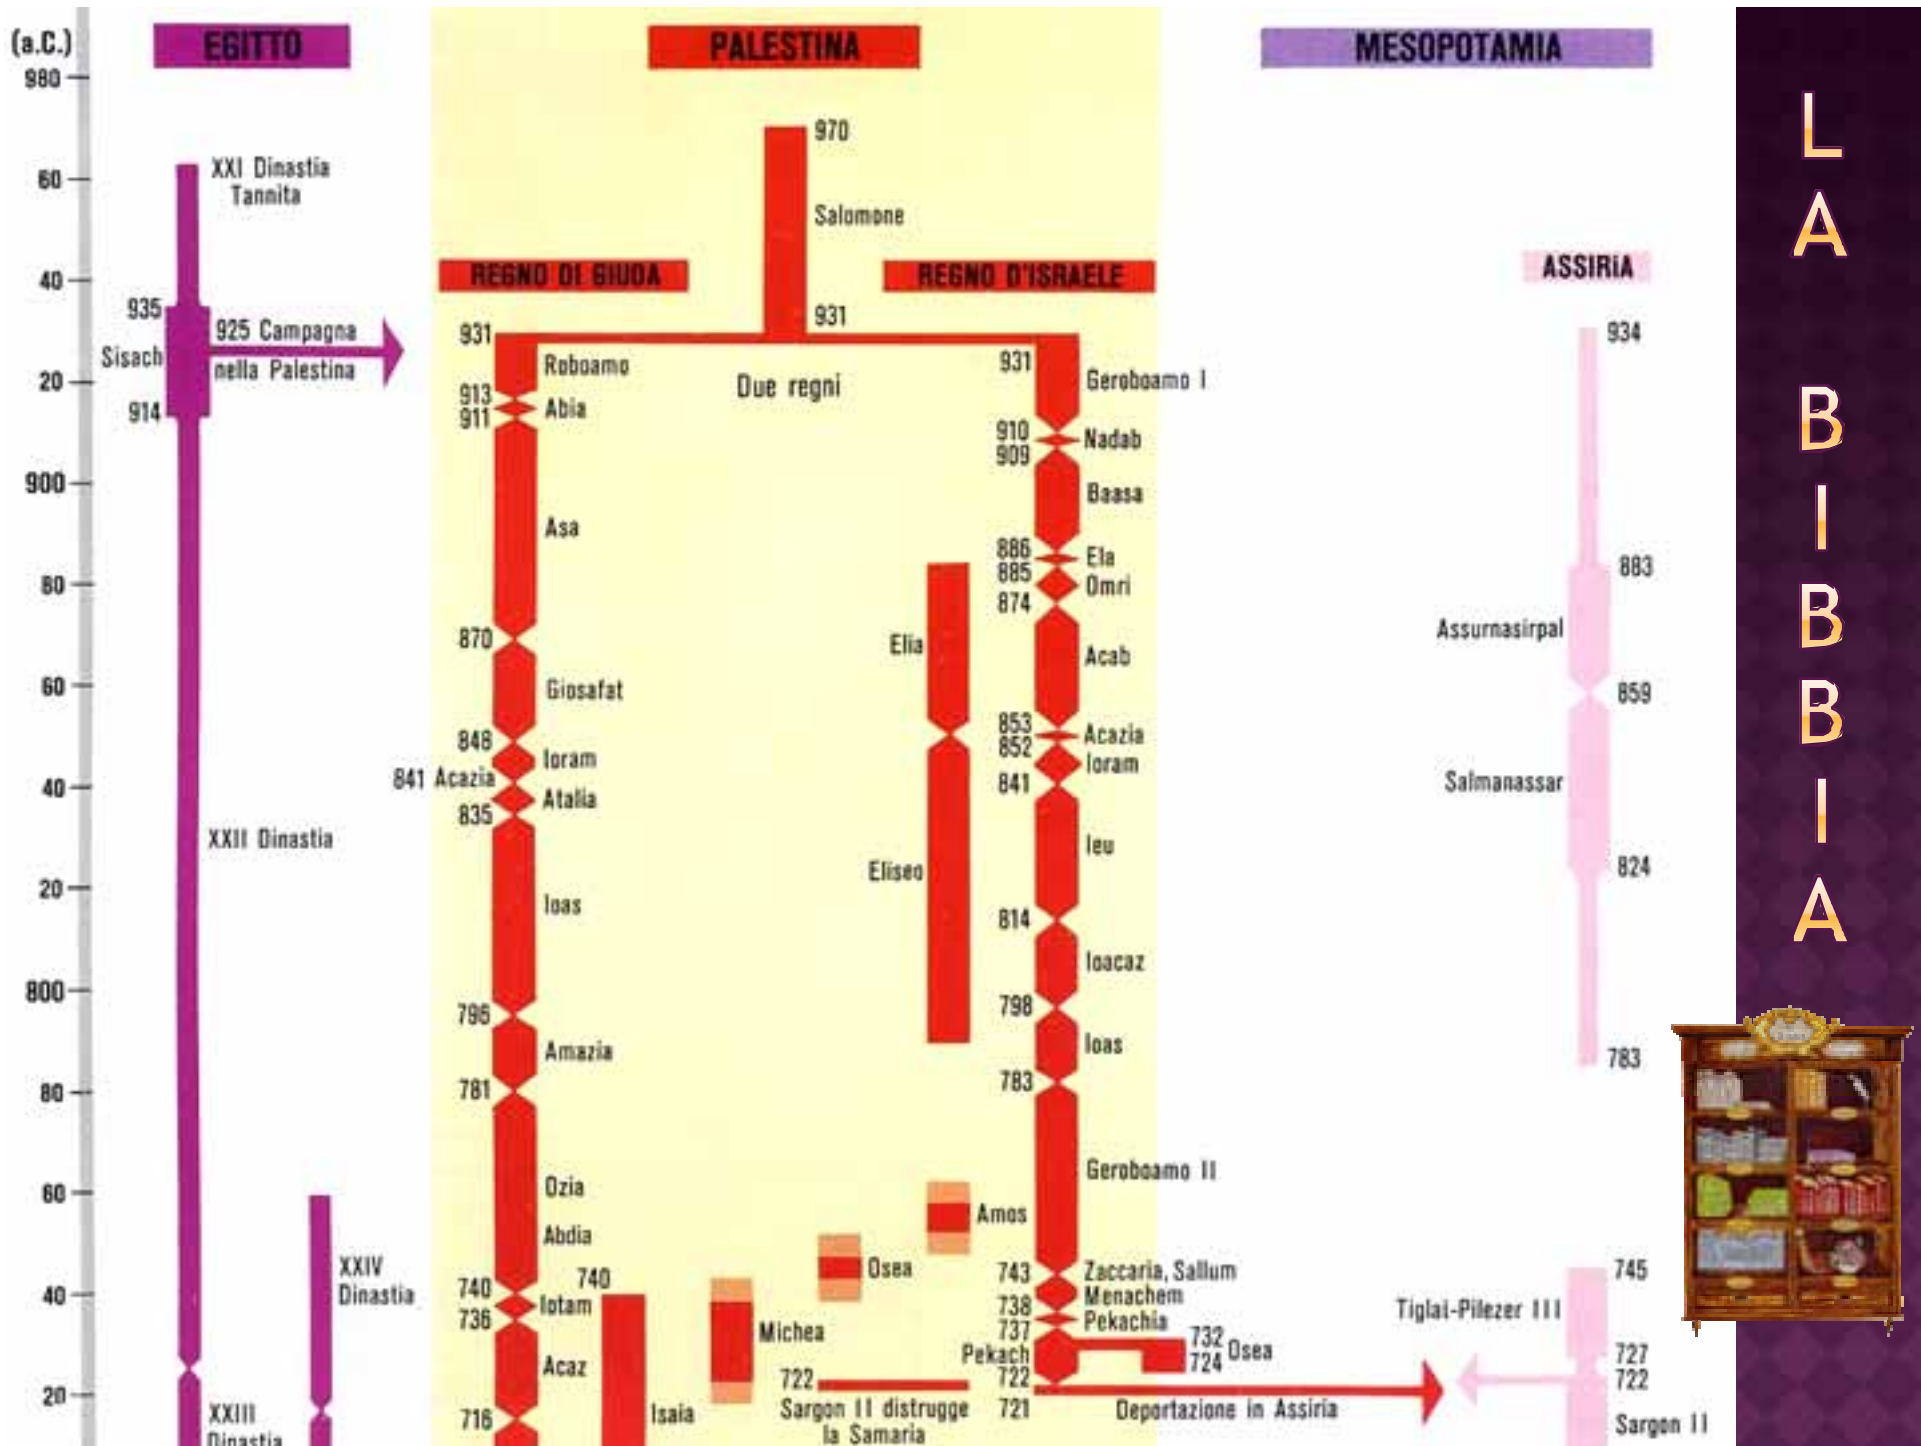 (a.C.)
EGITTO
PALESTINA
MESOPOTAMIA
980
60
40
20
900
80
60
40
20
800
80
60
40
20
XXI Dinastia
Tannita
935
Sisach
914
925 Campagna
nella Palestina
XXII Dinastia
XXIV
Dinastia
XXIII
Dinastia
970
Salomone
931
REGNO DI GIUDA
REGNO D'ISRAELE
Due regni
931
Roboamo
913
Abia
911
Asa
870
Giosafat
848
Ioram
841 Acazia
Atalia
835
Ioas
796
Amazia
781
Ozia
Abdia
740
740
Iotam
736
Acaz
716
Isaia
Michea
Osea
Amos
Elia
Eliseo
722
Sargon II distrugge
la Samaria
931
Geroboamo I
910
Nadab
909
Baasa
886
Ela
885
Omri
874
Acab
853
Acazia
852
Ioram
841
Ieu
814
Ioacaz
798
Ioas
783
Geroboamo II
743
Zaccaria, Sallum
Menachem
738
Pekachia
737
Pekach
732
724
Osea
722
721
Deportazione in Assiria
ASSIRIA
934
883
Assurnasirpal
859
Salmanassar
824
783
745
Tiglat-Pilezer III
727
722
Sargon II
LA BIBBIA